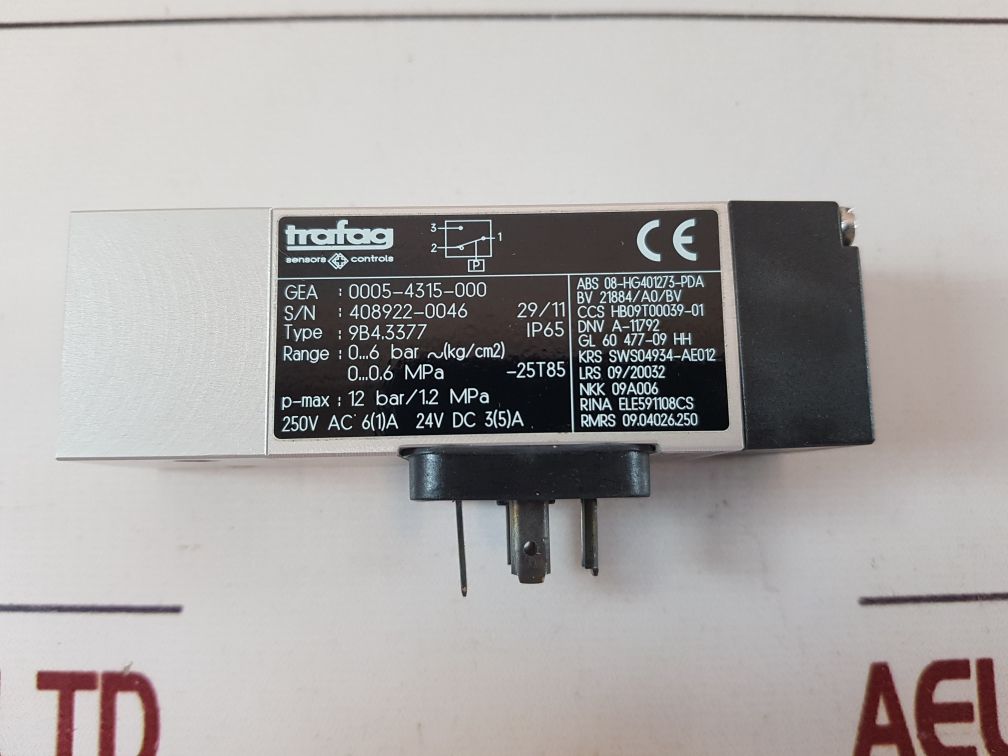 trafag
sensors controls
3
2
1
P
CE
GEA : 0005-4315-000
S/N : 408922-0046 29/11
Type : 9B4.3377 IP65
Range : 0...6 bar ~(kg/cm2)
0...0.6 MPa -25T85
p-max : 12 bar/1.2 MPa
250V AC 6(1)A 24V DC 3(5)A
ABS 08-HG401273-PDA
BV 21884/A0/BV
CCS HB09T00039-01
DNV A-11792
GL 60 477-09 HH
KRS SWS04934-AE012
LRS 09/20032
NKK 09A006
RINA ELE591108CS
RMRS 09.04026.250
LTD
AEL